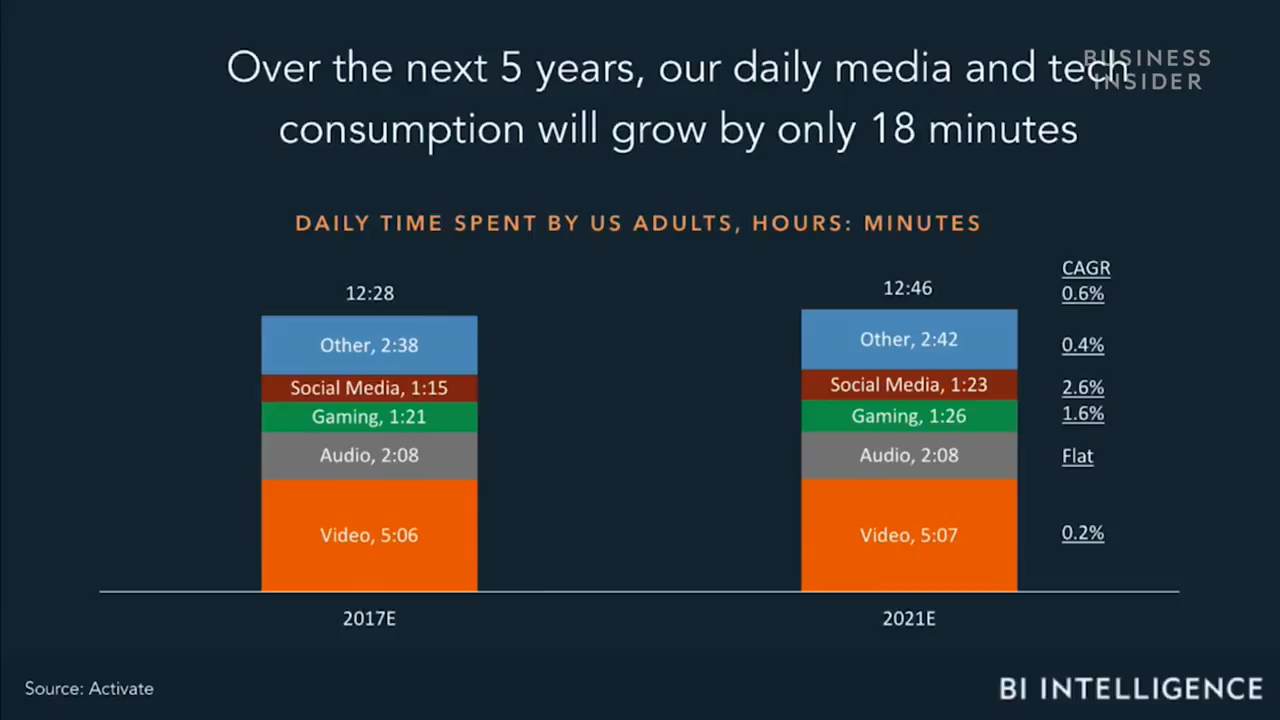 BUSINESS
INSIDER
Over the next 5 years, our daily media and tech
consumption will grow by only 18 minutes
DAILY TIME SPENT BY US ADULTS, HOURS: MINUTES
CAGR
12:28
12:46
0.6%
Other, 2:38
Other, 2:42
0.4%
Social Media, 1:15
Social Media, 1:23
2.6%
Gaming, 1:21
Gaming, 1:26
1.6%
Audio, 2:08
Audio, 2:08
Flat
Video, 5:06
Video, 5:07
0.2%
2017E
2021E
Source: Activate
BI INTELLIGENCE